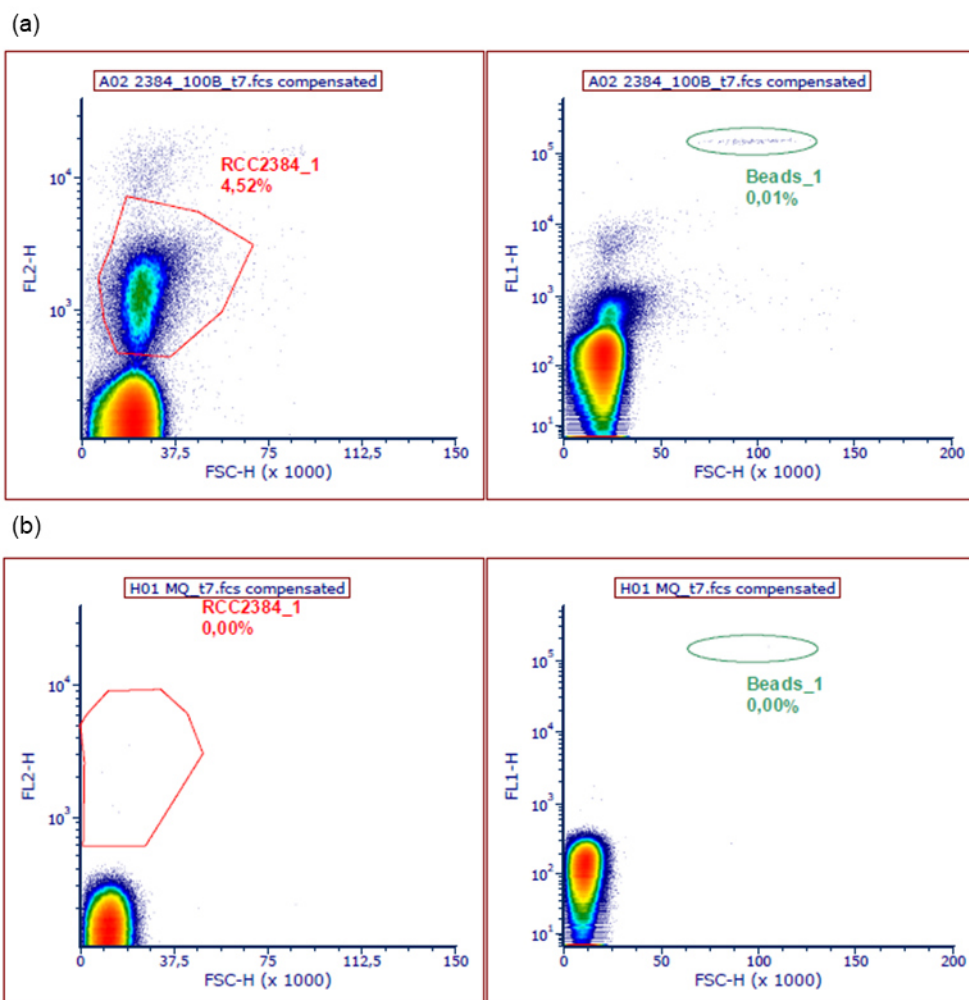 (a)
A02 2384_100B_t7.fcs compensated
RCC2384_1
4,52%
10⁴
10³
FL2-H
0 37,5 75 112,5 150
FSC-H (x 1000)
A02 2384_100B_t7.fcs compensated
Beads_1
0,01%
10⁵
10⁴
10³
10²
10¹
FL1-H
0 50 100 150 200
FSC-H (x 1000)
(b)
H01 MQ_t7.fcs compensated
RCC2384_1
0,00%
10⁴
10³
FL2-H
0 37,5 75 112,5 150
FSC-H (x 1000)
H01 MQ_t7.fcs compensated
Beads_1
0,00%
10⁵
10⁴
10³
10²
10¹
FL1-H
0 50 100 150 200
FSC-H (x 1000)